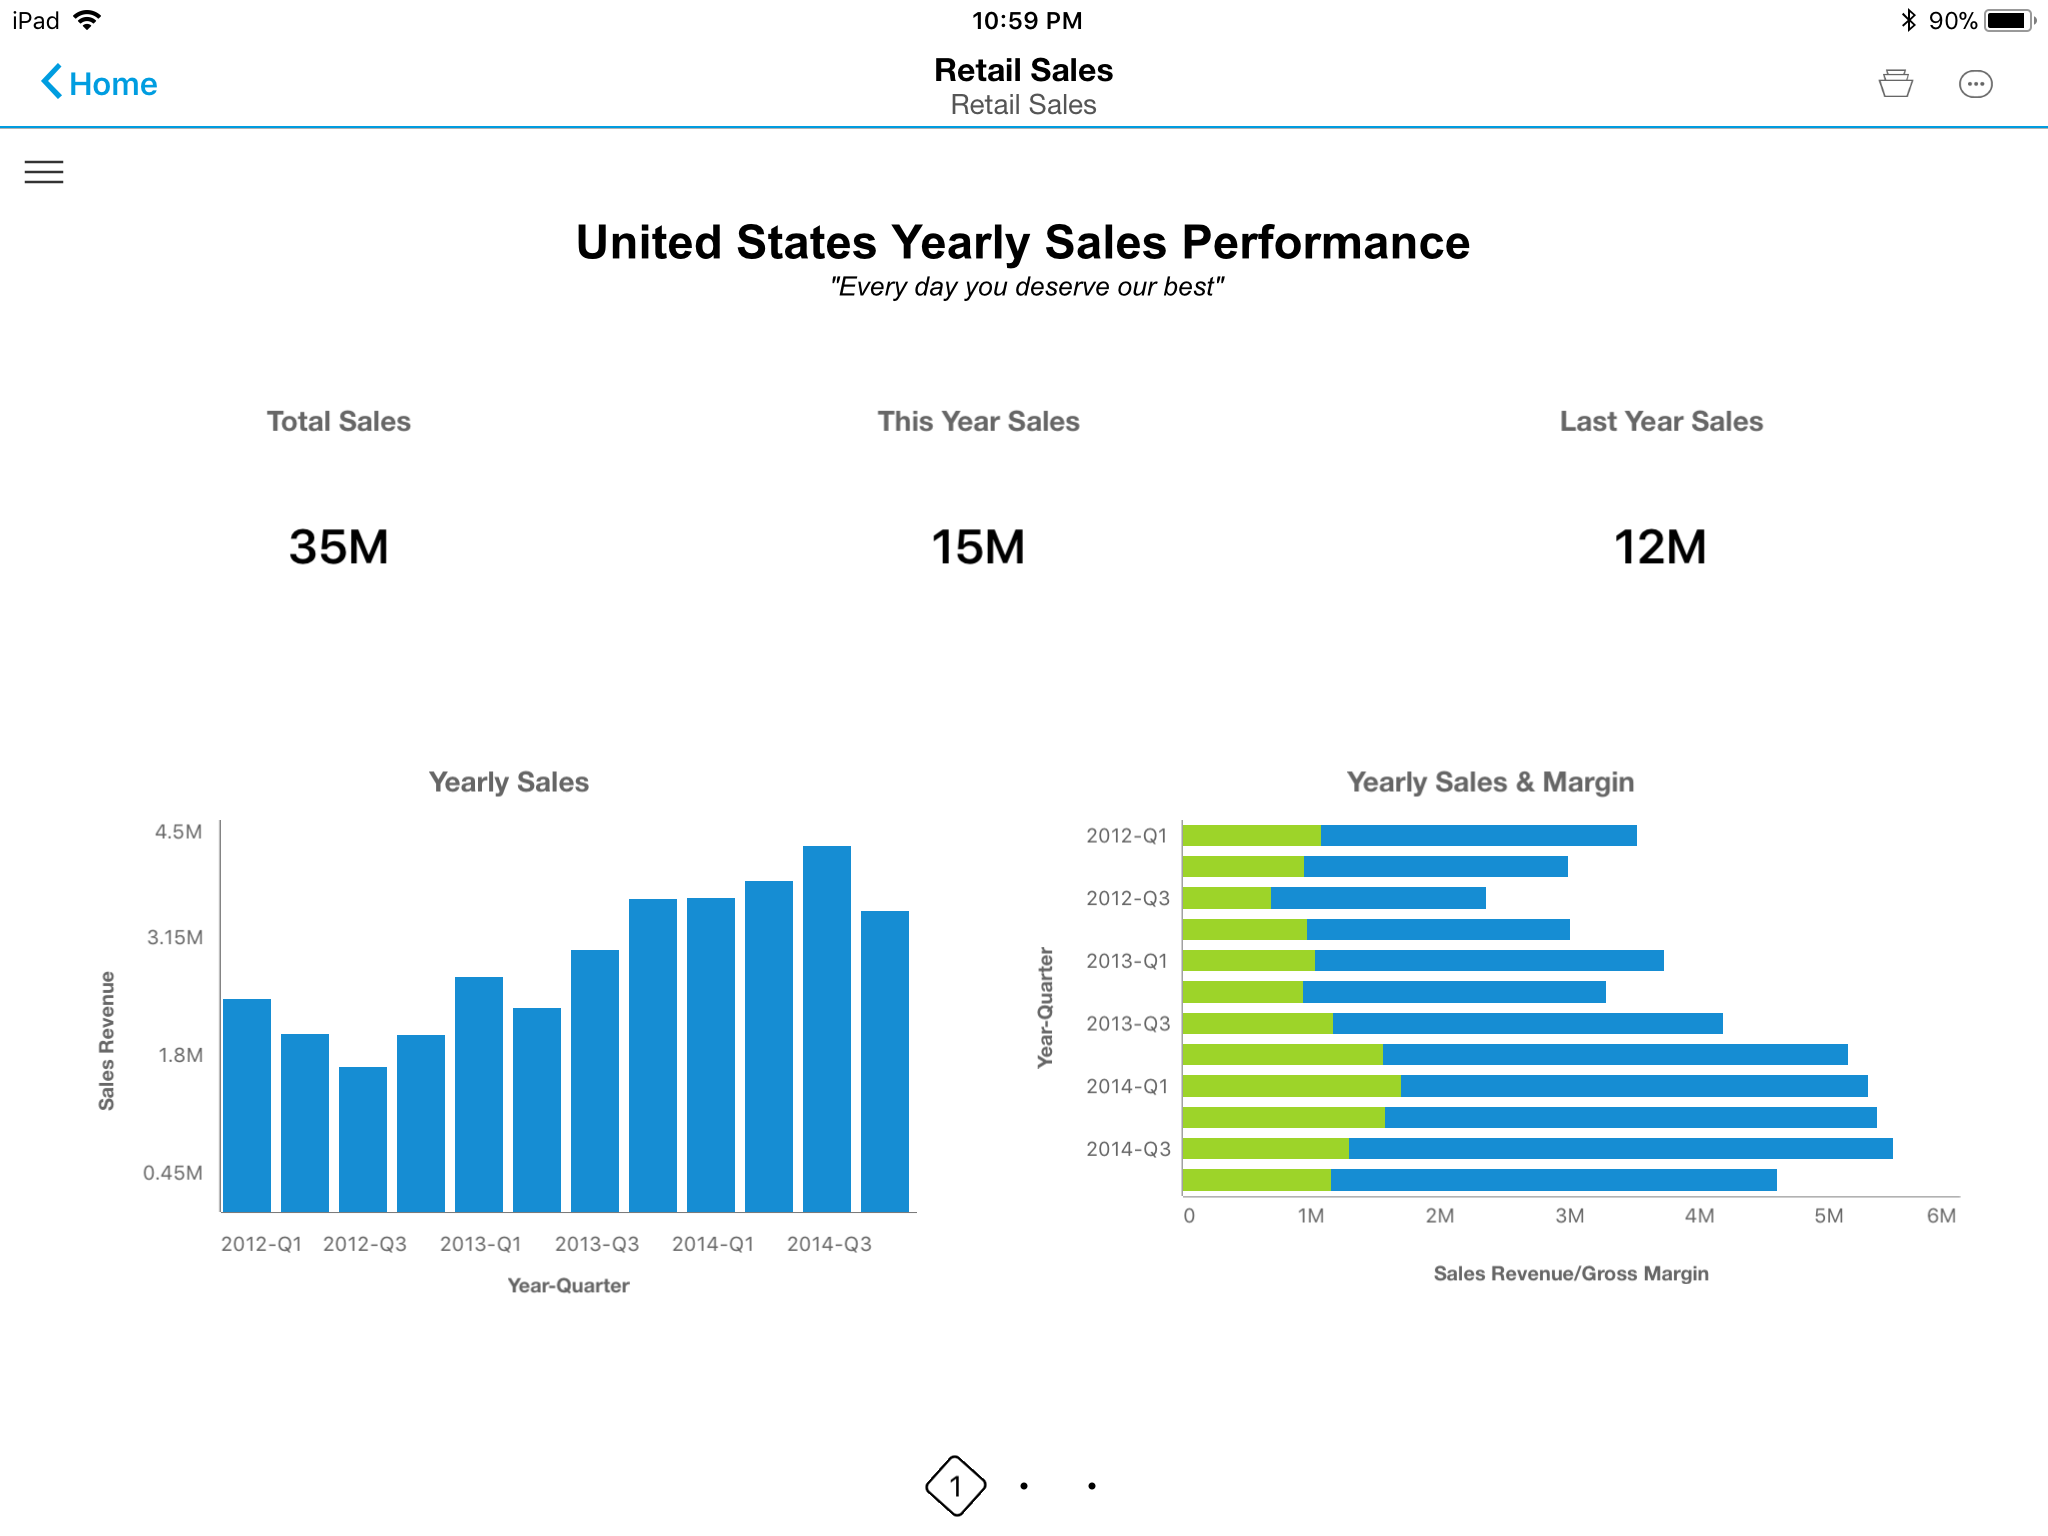 iPad
10:59 PM
90%
Home
Retail Sales
Retail Sales
United States Yearly Sales Performance
"Every day you deserve our best"
Total Sales
This Year Sales
Last Year Sales
35M
15M
12M
Yearly Sales
4.5M
3.15M
1.8M
0.45M
Sales Revenue
2012-Q1 2012-Q3 2013-Q1 2013-Q3 2014-Q1 2014-Q3
Year-Quarter
Yearly Sales & Margin
2012-Q1
2012-Q3
2013-Q1
2013-Q3
2014-Q1
2014-Q3
Year-Quarter
0 1M 2M 3M 4M 5M 6M
Sales Revenue/Gross Margin
1